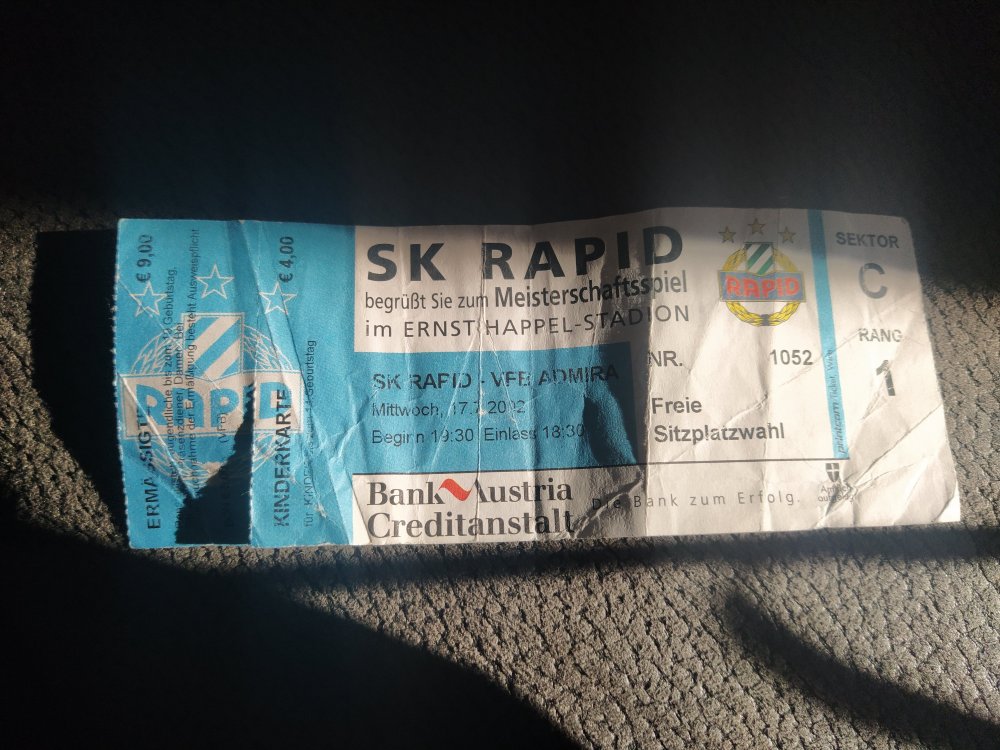 ERMÄSSIGT € 9,00
KINDERKARTE € 4,00
RAPID
SK RAPID
begrüßt Sie zum Meisterschaftsspiel
im ERNST HAPPEL-STADION
SK RAPID - VFB ADMIRA
Mittwoch, 17.7.2002
Beginn 19:30 Einlass 18:30
Bank Austria
Creditanstalt
Die Bank zum Erfolg.
RAPID
NR. 1052
Freie
Sitzplatzwahl
SEKTOR
C
RANG
1